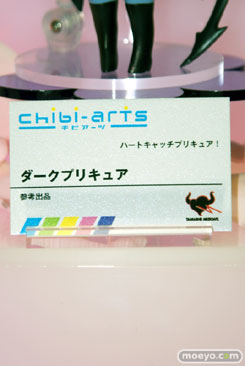 chibi-arts
チビアーツ
ハートキャッチプリキュア！
ダークプリキュア
参考出品
TAMASHII NATIONS
moeyo.com